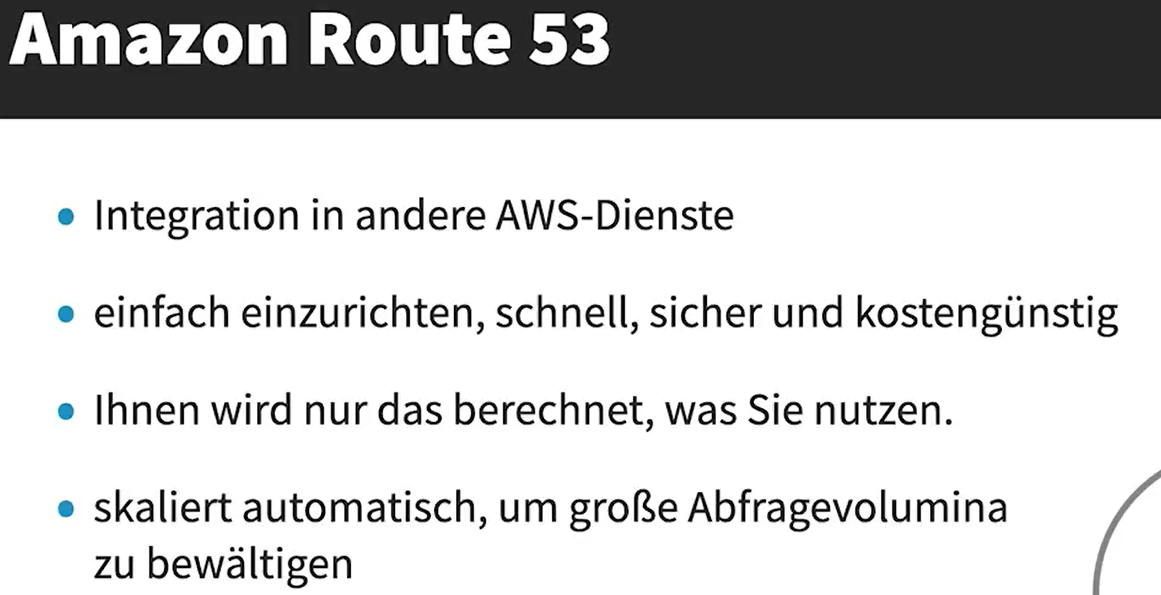 Amazon Route 53
• Integration in andere AWS-Dienste
• einfach einzurichten, schnell, sicher und kostengünstig
• Ihnen wird nur das berechnet, was Sie nutzen.
• skaliert automatisch, um große Abfragevolumina
zu bewältigen